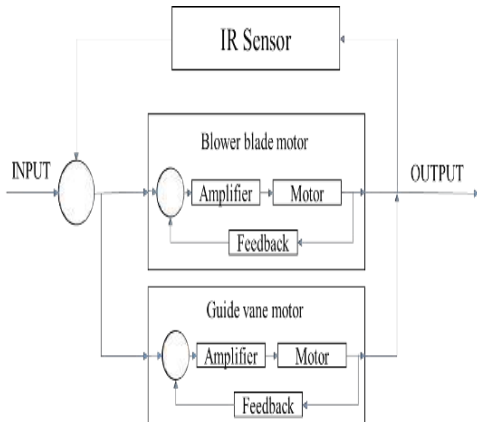 IR Sensor
INPUT
Blower blade motor
Amplifier
Motor
Feedback
OUTPUT
Guide vane motor
Amplifier
Motor
Feedback